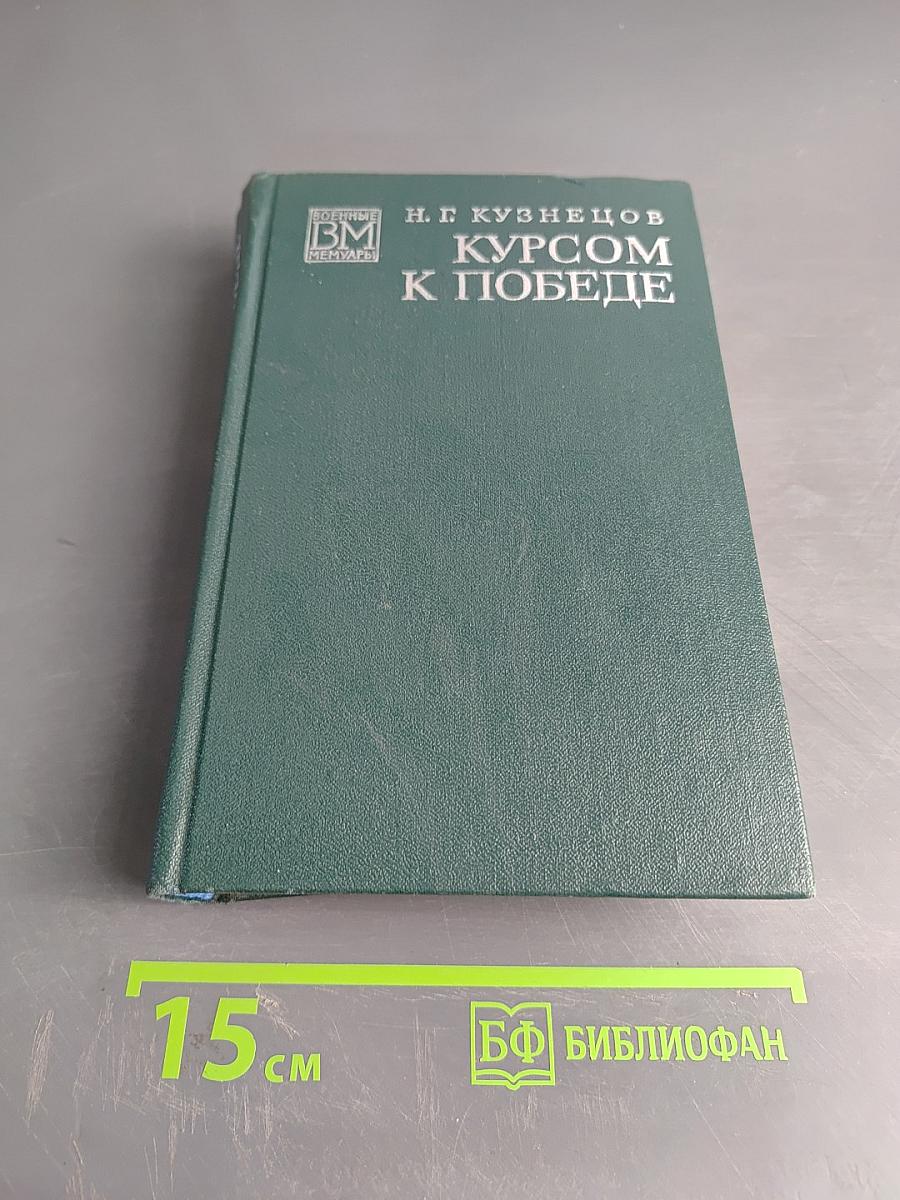 ВОЕННЫЕ
ВМ
МЕМУАРЫ
Н. Г. КУЗНЕЦОВ
КУРСОМ
К ПОБЕДЕ
15 см
БФ БИБЛИОФАН